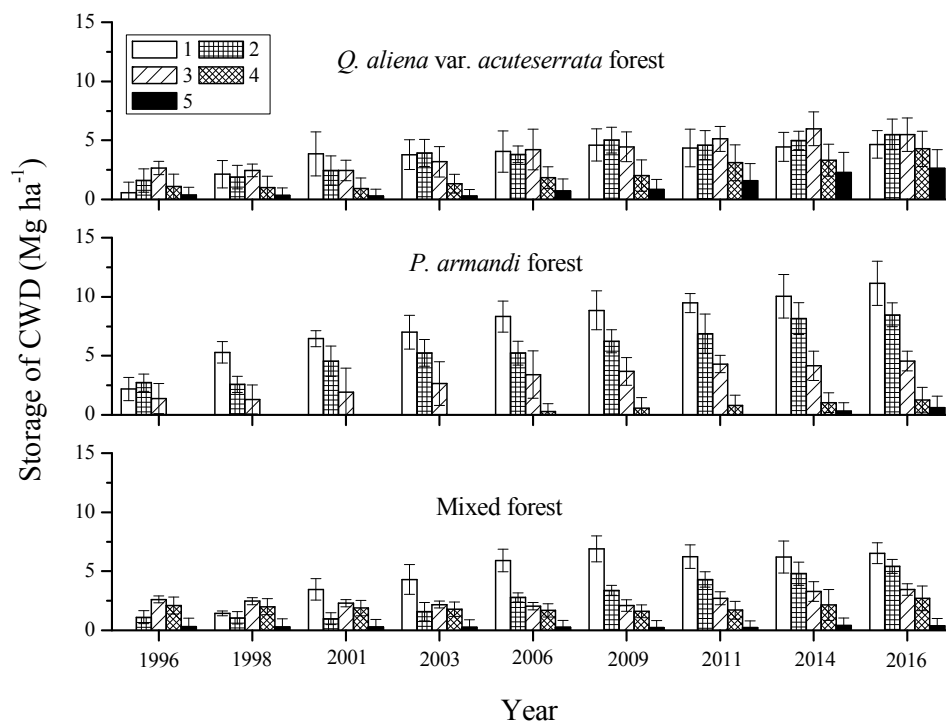 Storage of CWD (Mg ha⁻¹)
15
10
5
0
1 2
3 4
5
Q. aliena var. acuteserrata forest
15
10
5
0
P. armandi forest
15
10
5
0
Mixed forest
1996 1998 2001 2003 2006 2009 2011 2014 2016
Year